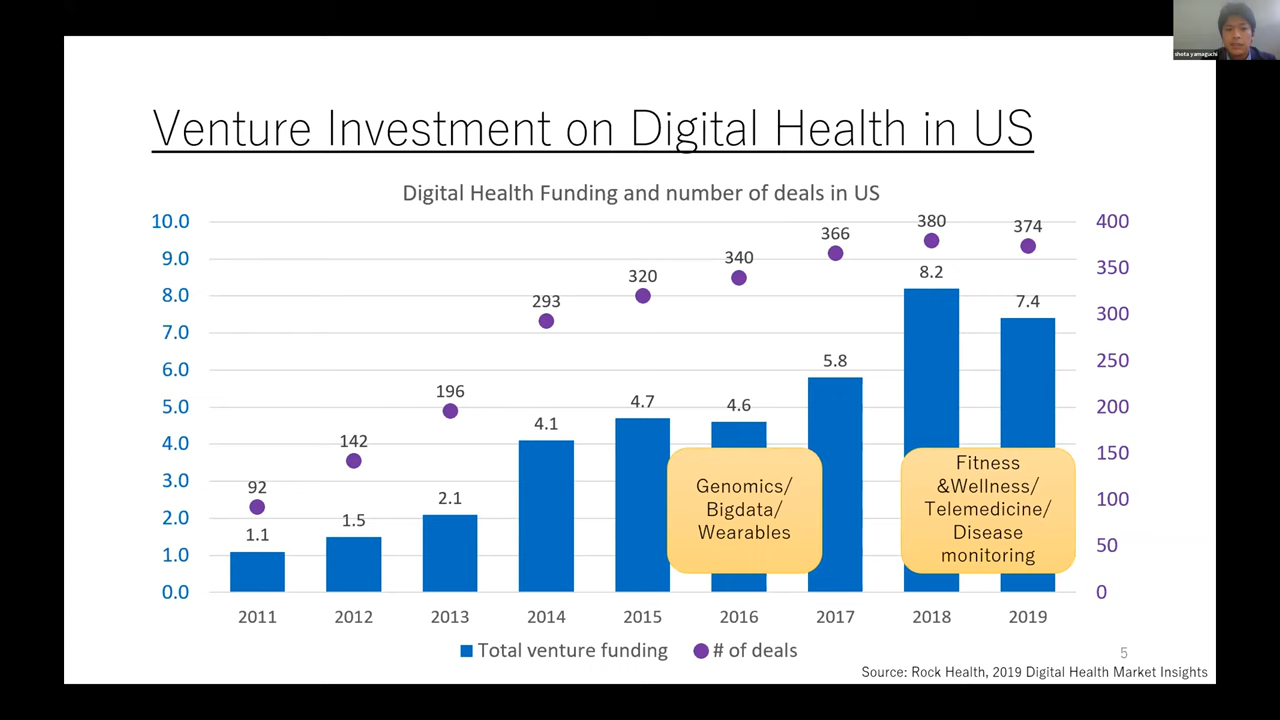 shota yamaguchi
Venture Investment on Digital Health in US
Digital Health Funding and number of deals in US
10.0
9.0
8.0
7.0
6.0
5.0
4.0
3.0
2.0
1.0
0.0
400
350
300
250
200
150
100
50
0
92
142
196
293
320
340
366
380
374
1.1
1.5
2.1
4.1
4.7
4.6
5.8
8.2
7.4
Genomics/
Bigdata/
Wearables
Fitness
&Wellness/
Telemedicine/
Disease
monitoring
2011 2012 2013 2014 2015 2016 2017 2018 2019
Total venture funding # of deals
5
Source: Rock Health, 2019 Digital Health Market Insights